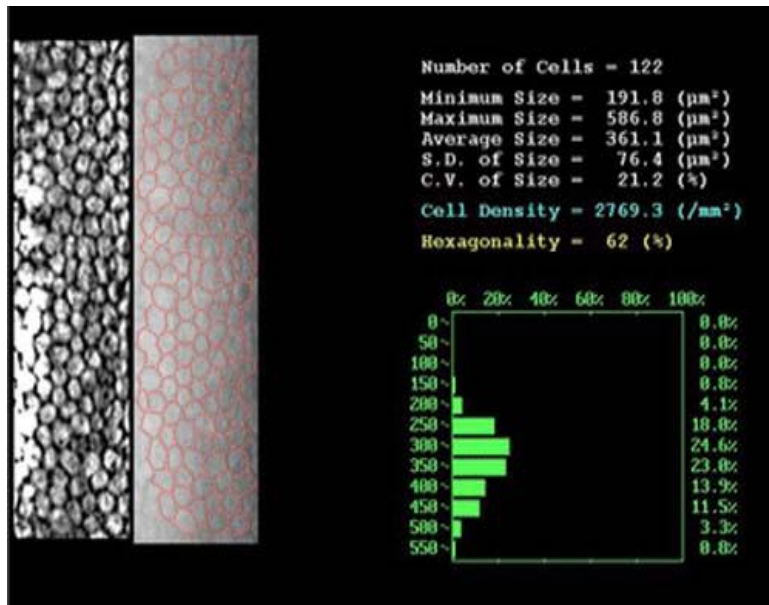 Number of Cells = 122
Minimum Size = 191.8 (µm²)
Maximum Size = 586.8 (µm²)
Average Size = 361.1 (µm²)
S.D. of Size = 76.4 (µm²)
C.V. of Size = 21.2 (%)
Cell Density = 2769.3 (/mm²)
Hexagonality = 62 (%)
0% 20% 40% 60% 80% 100%
0~ 0.0%
50~ 0.0%
100~ 0.0%
150~ 0.8%
200~ 4.1%
250~ 18.0%
300~ 24.6%
350~ 23.0%
400~ 13.9%
450~ 11.5%
500~ 3.3%
550~ 0.8%